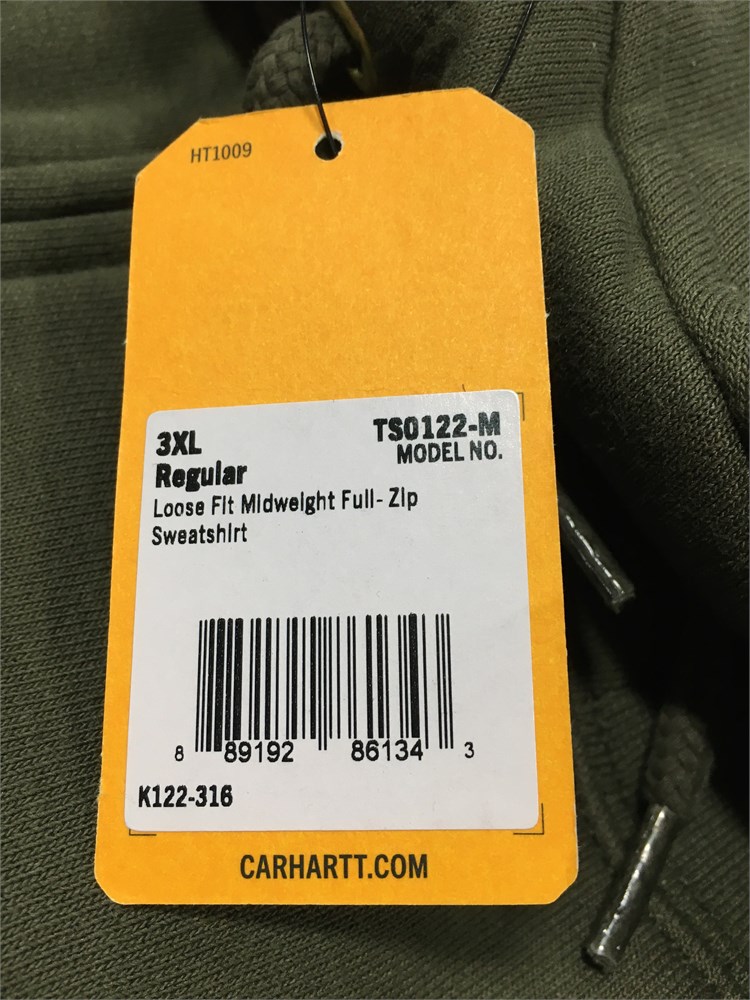 HT1009
3XL
TS0122-M
Regular
MODEL NO.
Loose Fit Midweight Full-Zip
Sweatshirt
8 89192 86134 3
K122-316
CARHARTT.COM